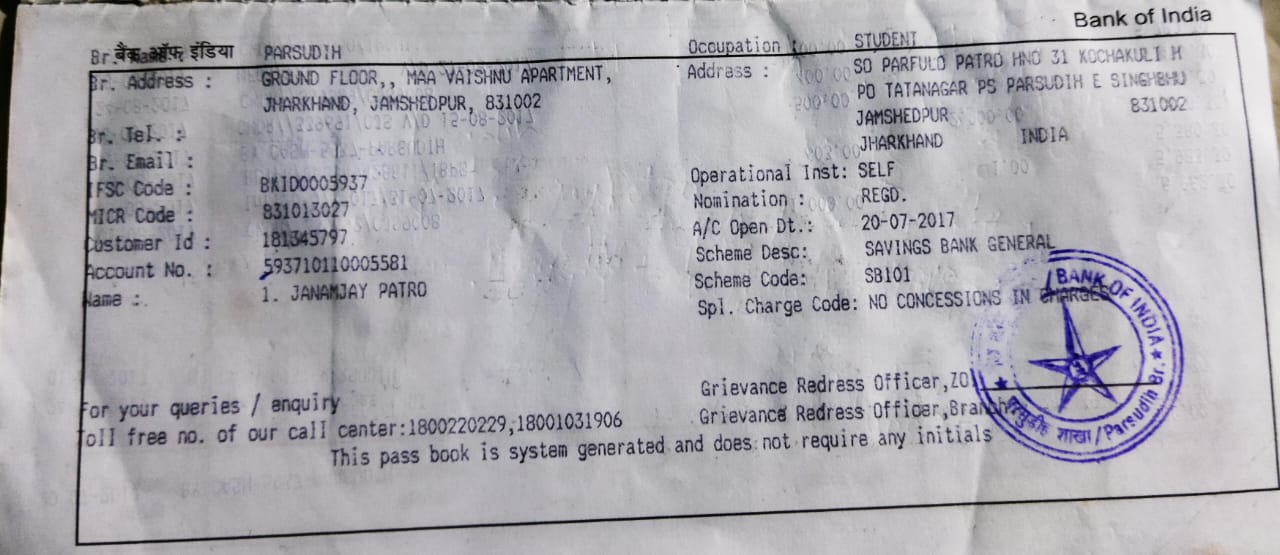 Bank of India
बैंक ऑफ इंडिया
Br. PARSUDIH
Br. Address : GROUND FLOOR,, MAA VAISHNU APARTMENT,
JHARKHAND, JAMSHEDPUR, 831002
Br. Tel. :
Br. Email :
IFSC Code : BKID0005937
MICR Code : 831013027
Customer Id : 181345797
Account No. : 593710110005581
Name : 1. JANAMJAY PATRO
Occupation : STUDENT
Address : SO PARFULO PATRO HNO 31 KOCHAKULI H
PO TATANAGAR PS PARSUDIH E SINGHBHU
JAMSHEDPUR 831002
JHARKHAND INDIA
Operational Inst: SELF
Nomination : REGD.
A/C Open Dt.: 20-07-2017
Scheme Desc: SAVINGS BANK GENERAL
Scheme Code: SB101
Spl. Charge Code: NO CONCESSIONS IN CHARGES
Grievance Redress Officer,ZO
Grievance Redress Officer,Branch
For your queries / enquiry
Toll free no. of our call center:1800220229,18001031906
This pass book is system generated and does not require any initials
/ BANK OF INDIA
परसुडीह शाखा / Parsudih Br.